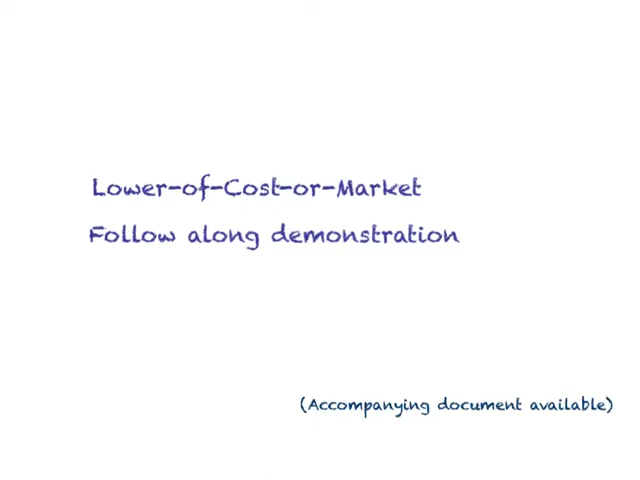 Lower-of-Cost-or-Market
Follow along demonstration
(Accompanying document available)